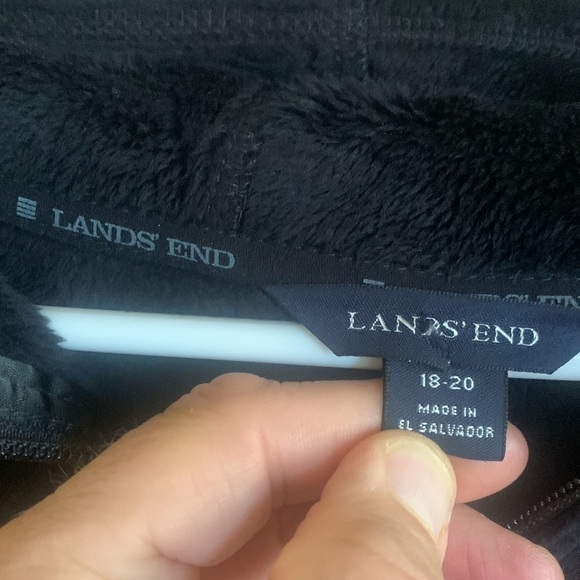 LANDS' END
LANDS' END
18-20
MADE IN
EL SALVADOR